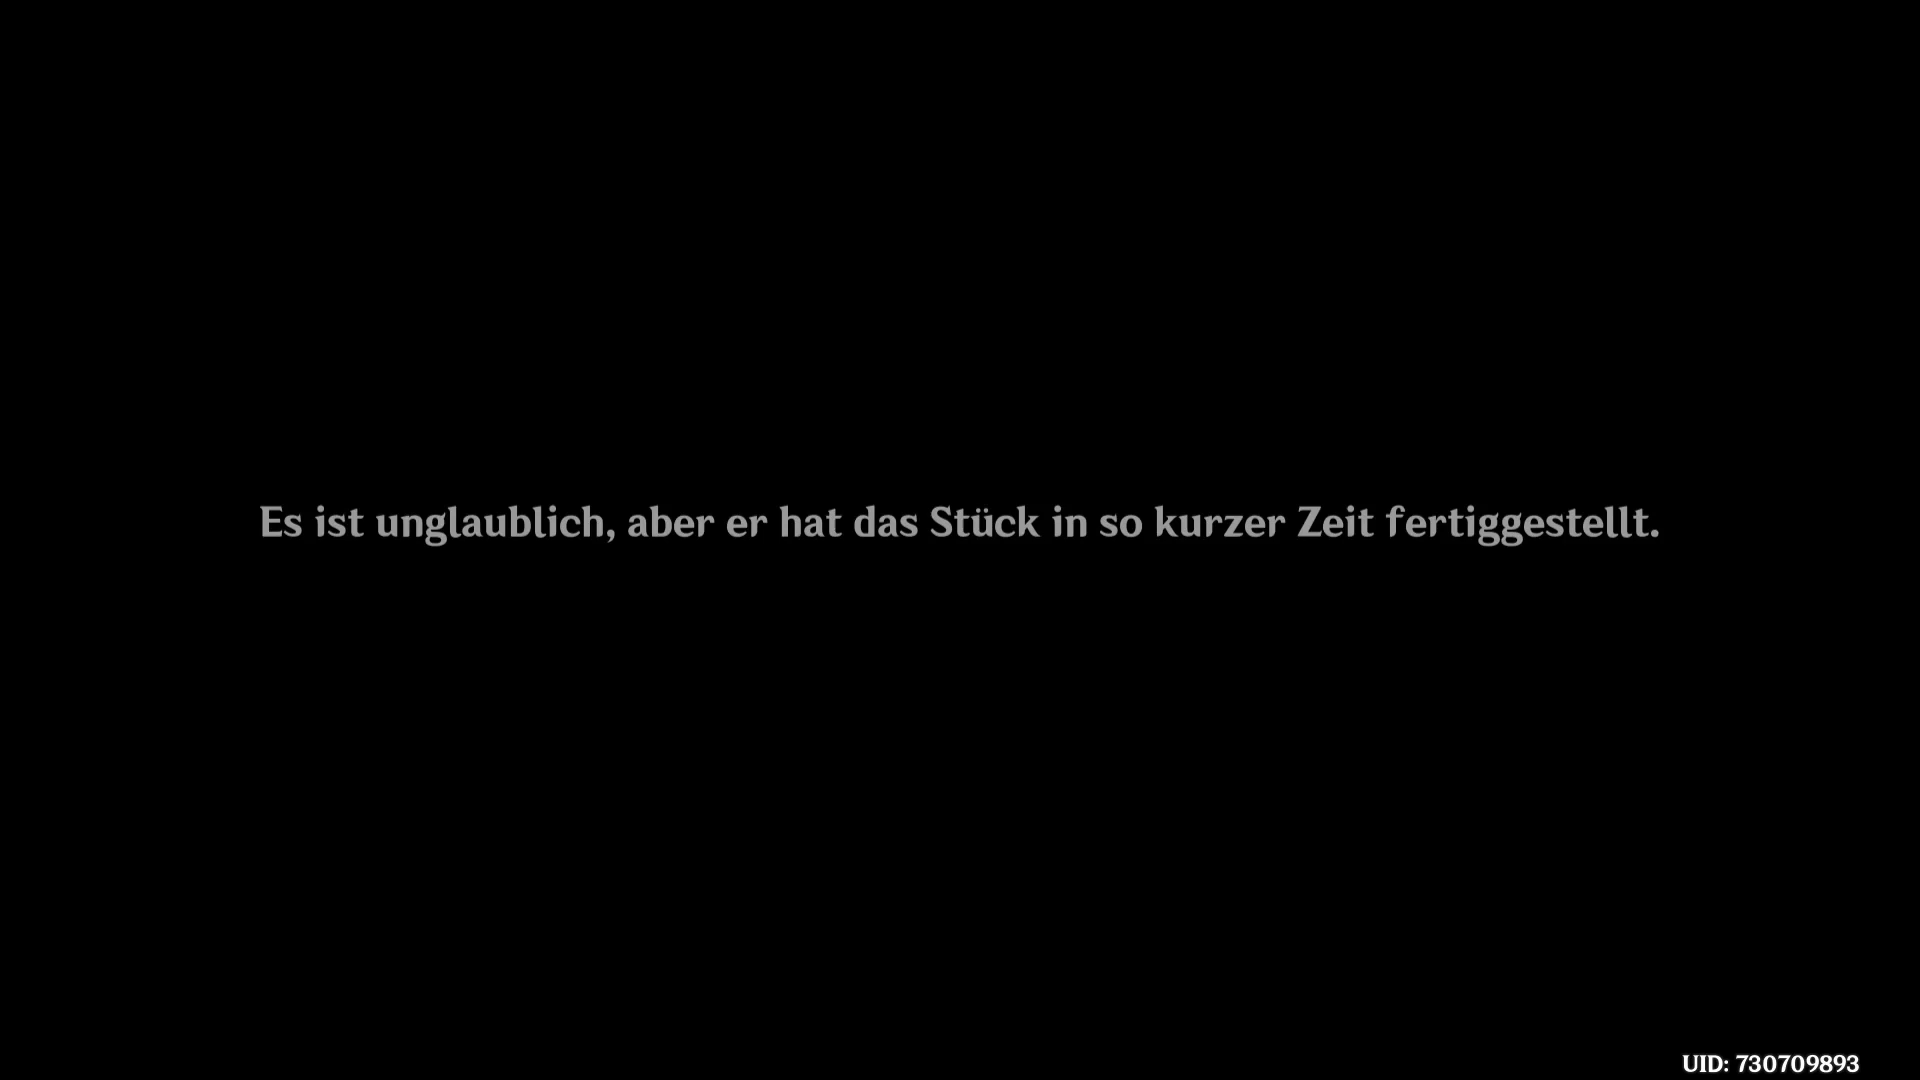 Es ist unglaublich, aber er hat das Stück in so kurzer Zeit fertiggestellt.
UID: 730709893